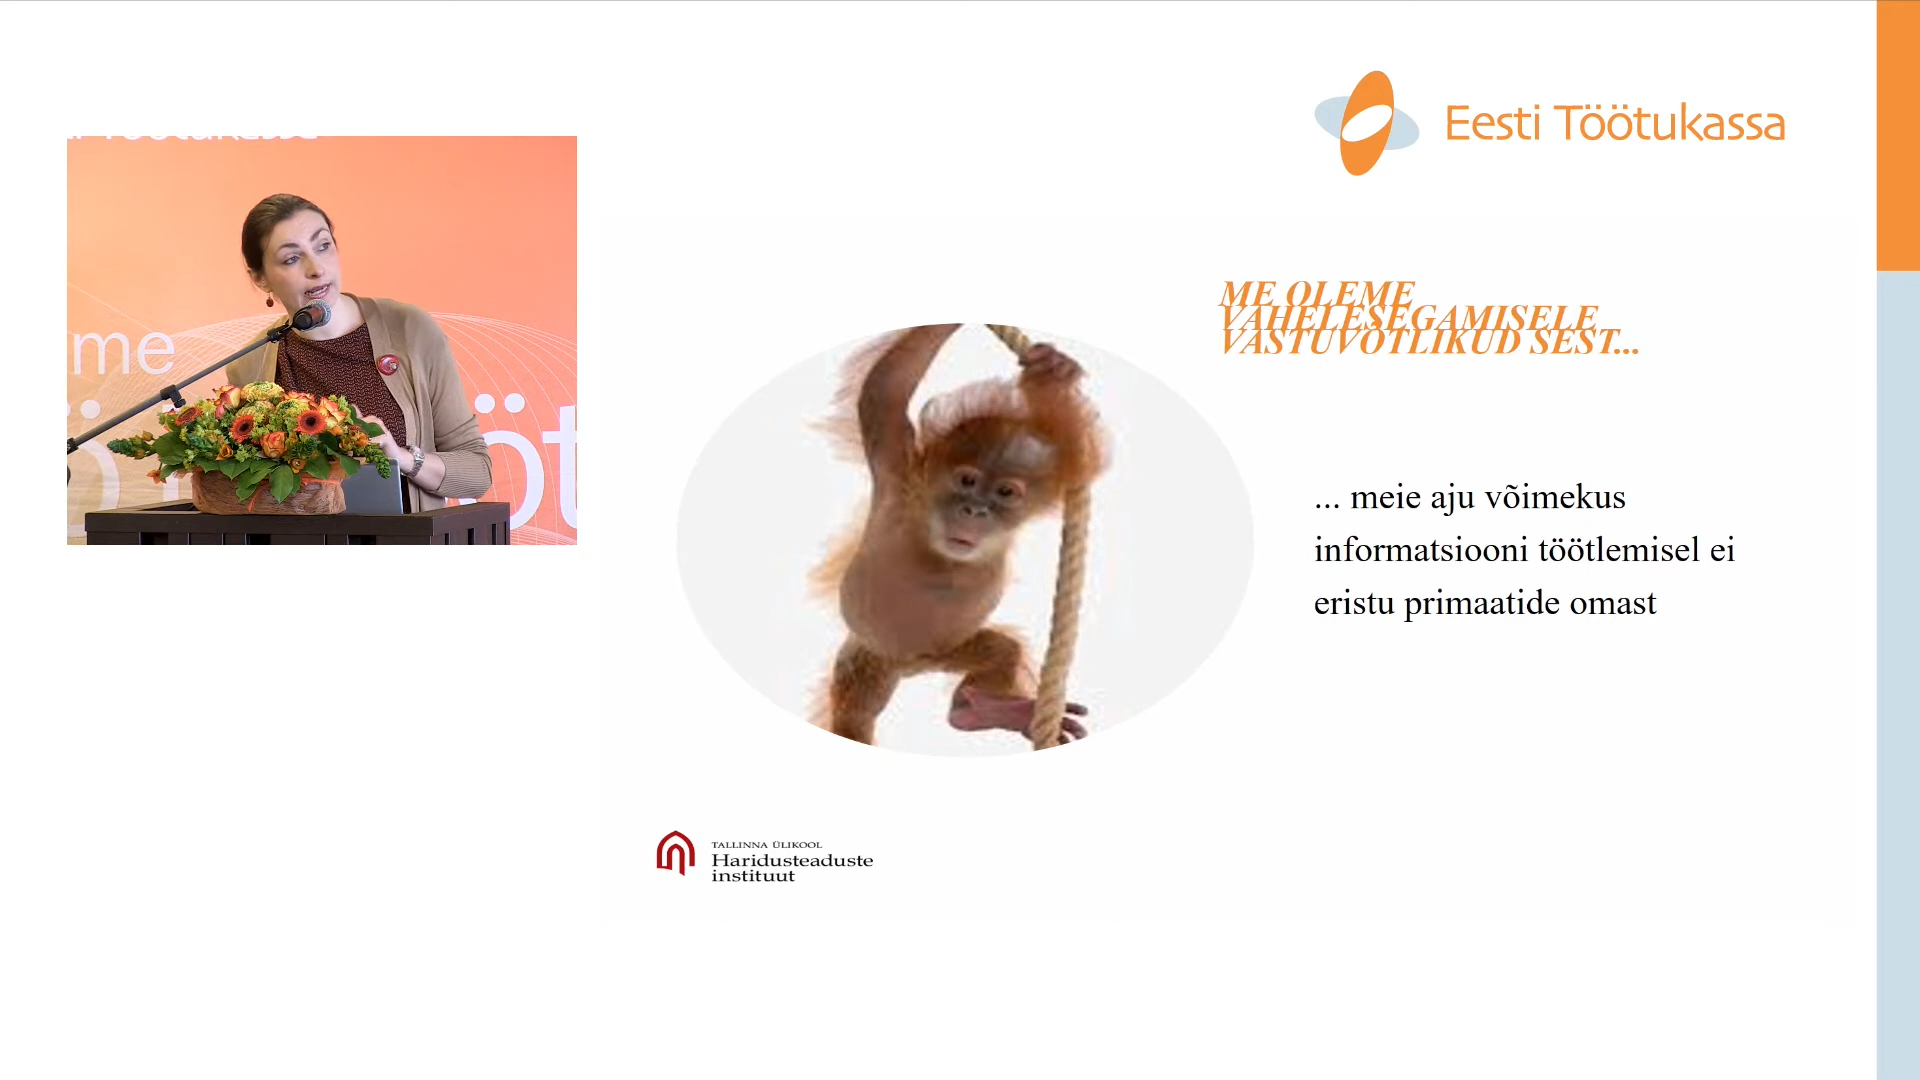 Eesti Töötukassa
me
ME OLEME
VAHELESEGAMISELE
VASTUVÕTLIKUD SEST...
... meie aju võimekus
informatsiooni töötlemisel ei
eristu primaatide omast
TALLINNA ÜLIKOOL
Haridusteaduste
instituut